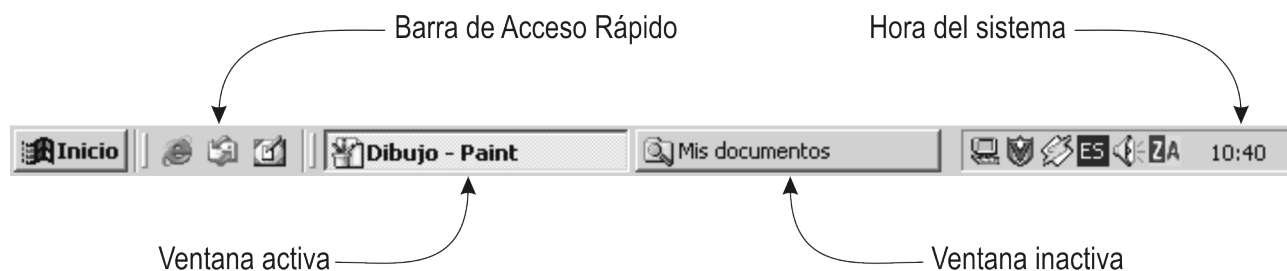 Barra de Acceso Rápido
Hora del sistema
Inicio
Dibujo - Paint
Mis documentos
ES
ZA
10:40
Ventana activa
Ventana inactiva